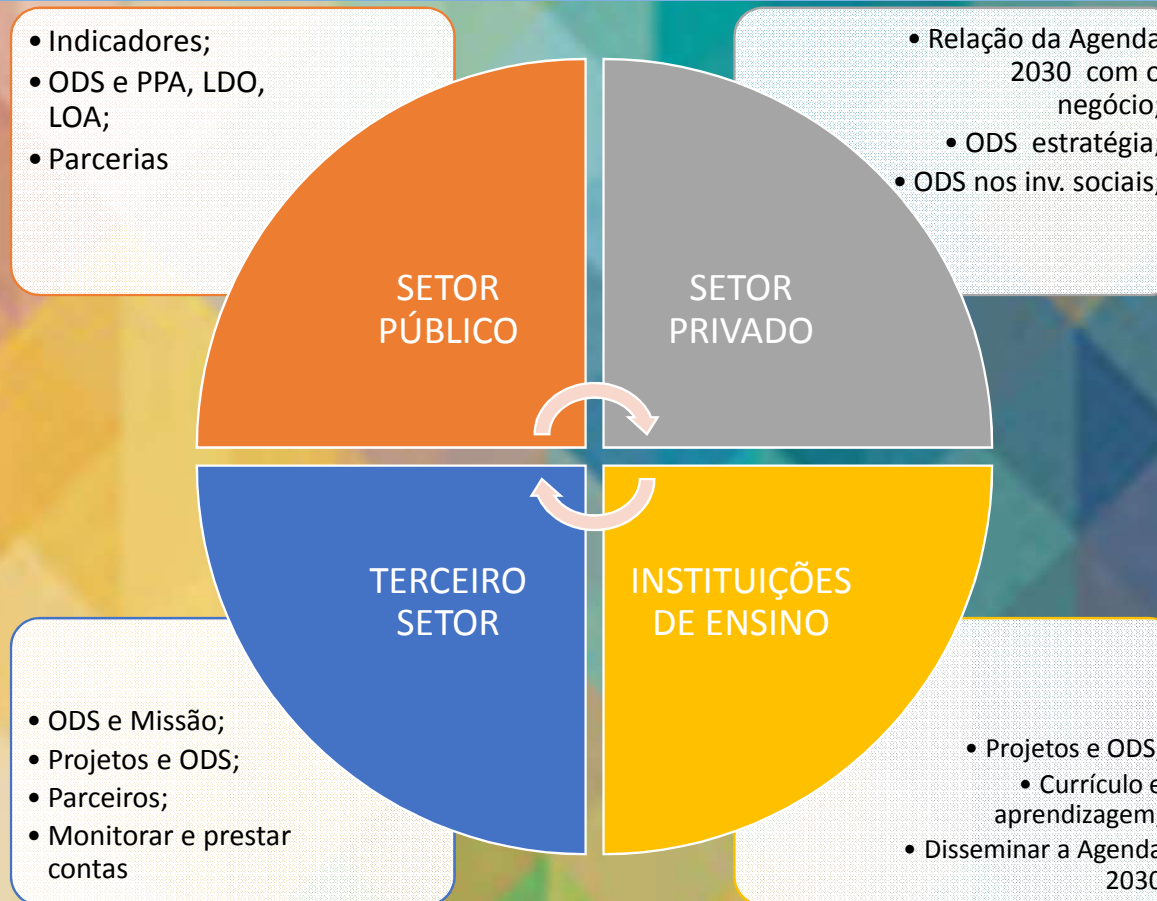 • Indicadores;
• ODS e PPA, LDO,
LOA;
• Parcerias
• Relação da Agenda
2030 com o
negócio;
• ODS estratégia;
• ODS nos inv. sociais;
SETOR
PÚBLICO
SETOR
PRIVADO
TERCEIRO
SETOR
INSTITUIÇÕES
DE ENSINO
• ODS e Missão;
• Projetos e ODS;
• Parceiros;
• Monitorar e prestar
contas
• Projetos e ODS;
• Currículo e
aprendizagem;
• Disseminar a Agenda
2030